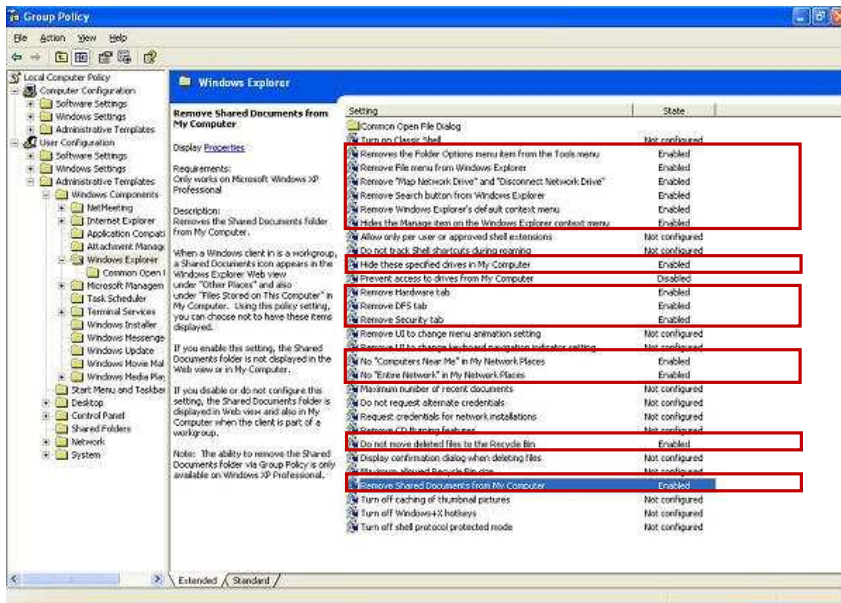 Group Policy
File Action View Help
Local Computer Policy
Computer Configuration
Software Settings
Windows Settings
Administrative Templates
User Configuration
Software Settings
Windows Settings
Administrative Templates
Windows Components
NetMeeting
Internet Explorer
Application Compati
Attachment Manag
Windows Explorer
Common Open
Microsoft Managem
Task Scheduler
Terminal Services
Windows Installer
Windows Messenge
Windows Update
Windows Movie Mal
Windows Media Play
Start Menu and Taskbar
Desktop
Control Panel
Shared Folders
Network
System
Windows Explorer
Remove Shared Documents from
My Computer
Display Properties
Requirements:
Only works on Microsoft Windows XP
Professional
Description:
Removes the Shared Documents folder
from My Computer.
When a Windows client in is a workgroup,
a Shared Documents icon appears in the
Windows Explorer Web view
under "Other Places" and also
under "Files Stored on This Computer" in
My Computer. Using this policy setting,
you can choose not to have these items
displayed.
If you enable this setting, the Shared
Documents folder is not displayed in the
Web view or in My Computer.
If you disable or do not configure this
setting, the Shared Documents folder is
displayed in Web view and also in My
Computer when the client is part of a
workgroup.
Note: The ability to remove the Shared
Documents folder via Group Policy is only
available on Windows XP Professional.
Setting State
Common Open File Dialog
Turn on Classic Shell Not configured
Removes the Folder Options menu item from the Tools menu Enabled
Remove File menu from Windows Explorer Enabled
Remove "Map Network Drive" and "Disconnect Network Drive" Enabled
Remove Search button from Windows Explorer Enabled
Remove Windows Explorer's default context menu Enabled
Hides the Manage item on the Windows Explorer context menu Enabled
Allow only per user or approved shell extensions Not configured
Do not track Shell shortcuts during roaming Not configured
Hide these specified drives in My Computer Enabled
Prevent access to drives from My Computer Disabled
Remove Hardware tab Enabled
Remove DFS tab Enabled
Remove Security tab Enabled
Remove UI to change menu animation setting Not configured
Remove UI to change keyboard navigation indicator setting Not configured
No "Computers Near Me" in My Network Places Enabled
No "Entire Network" in My Network Places Enabled
Maximum number of recent documents Not configured
Do not request alternate credentials Not configured
Request credentials for network installations Not configured
Remove CD Burning features Not configured
Do not move deleted files to the Recycle Bin Enabled
Display confirmation dialog when deleting files Not configured
Maximum allowed Recycle Bin size Not configured
Remove Shared Documents from My Computer Enabled
Turn off caching of thumbnail pictures Not configured
Turn off Windows+X hotkeys Not configured
Turn off shell protocol protected mode Not configured
Extended Standard